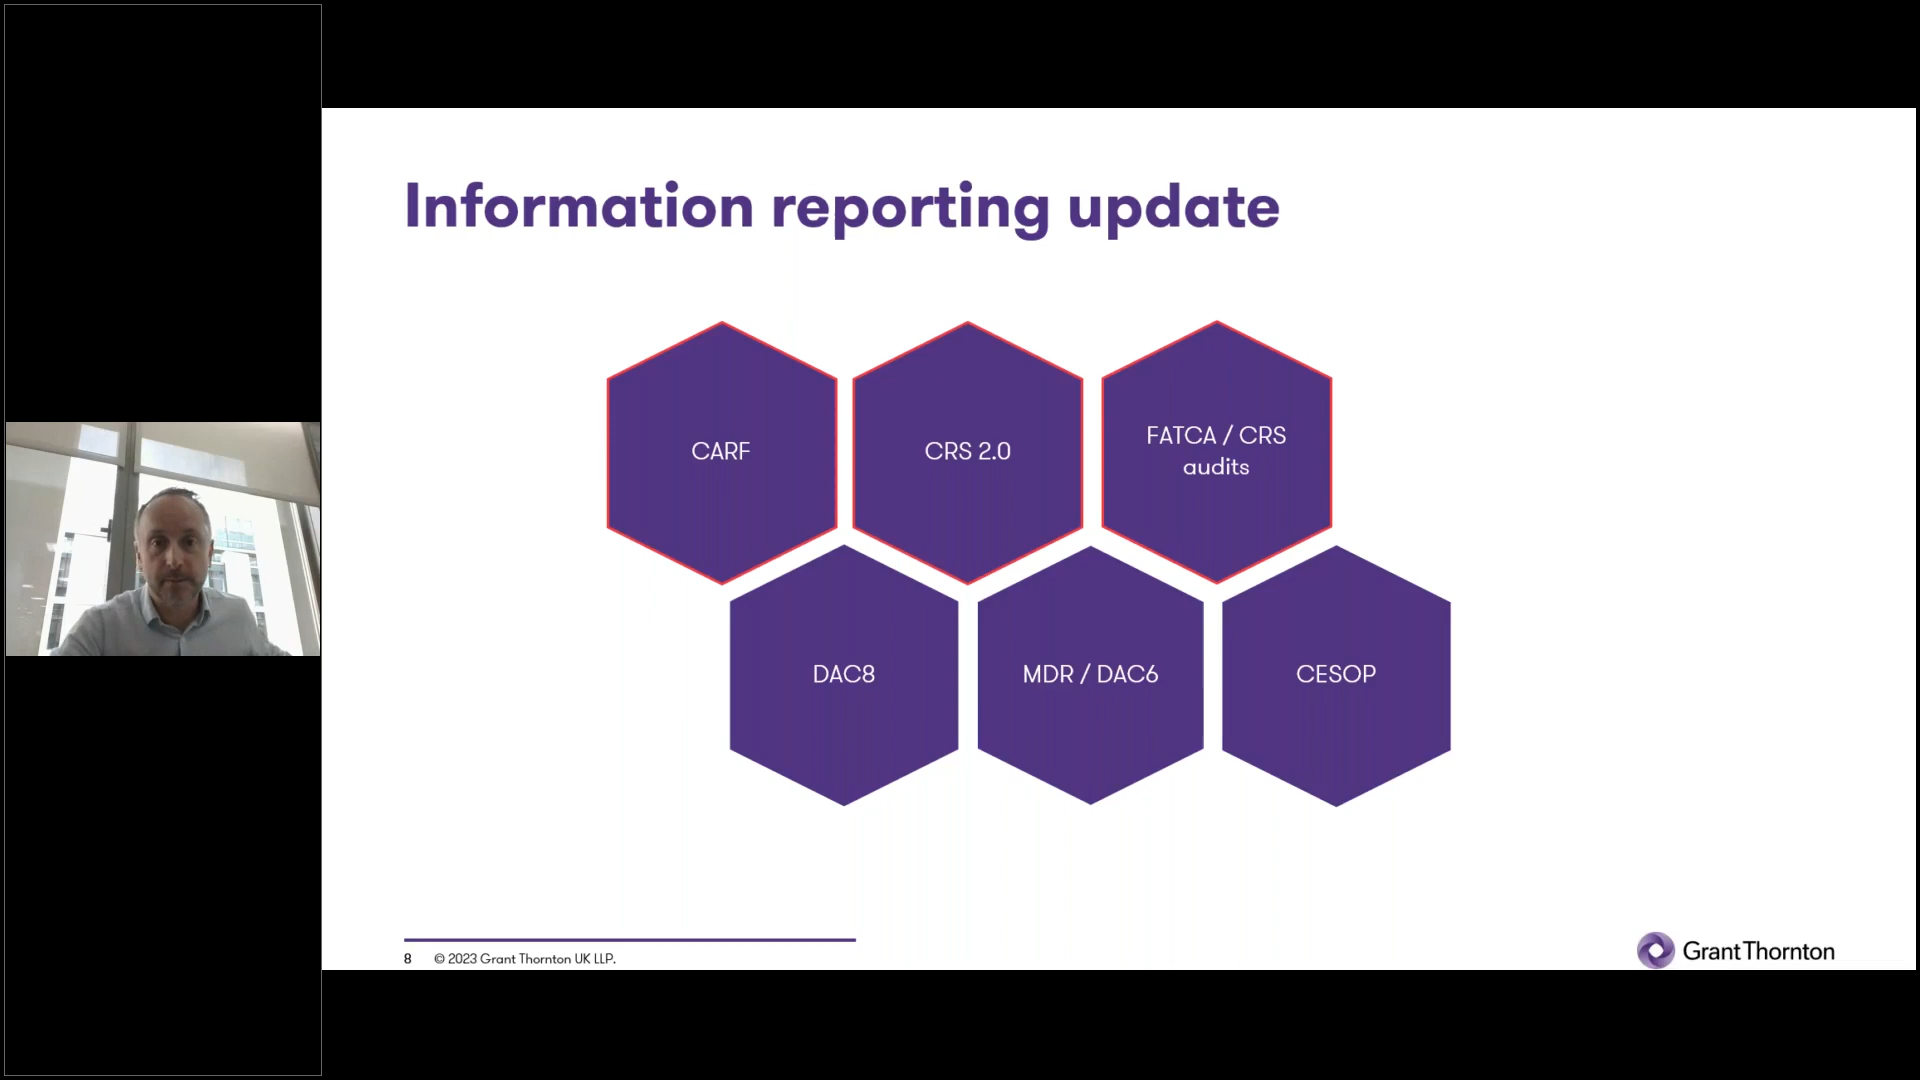 Information reporting update
CARF
CRS 2.0
FATCA / CRS
audits
DAC8
MDR / DAC6
CESOP
8 © 2023 Grant Thornton UK LLP.
Grant Thornton